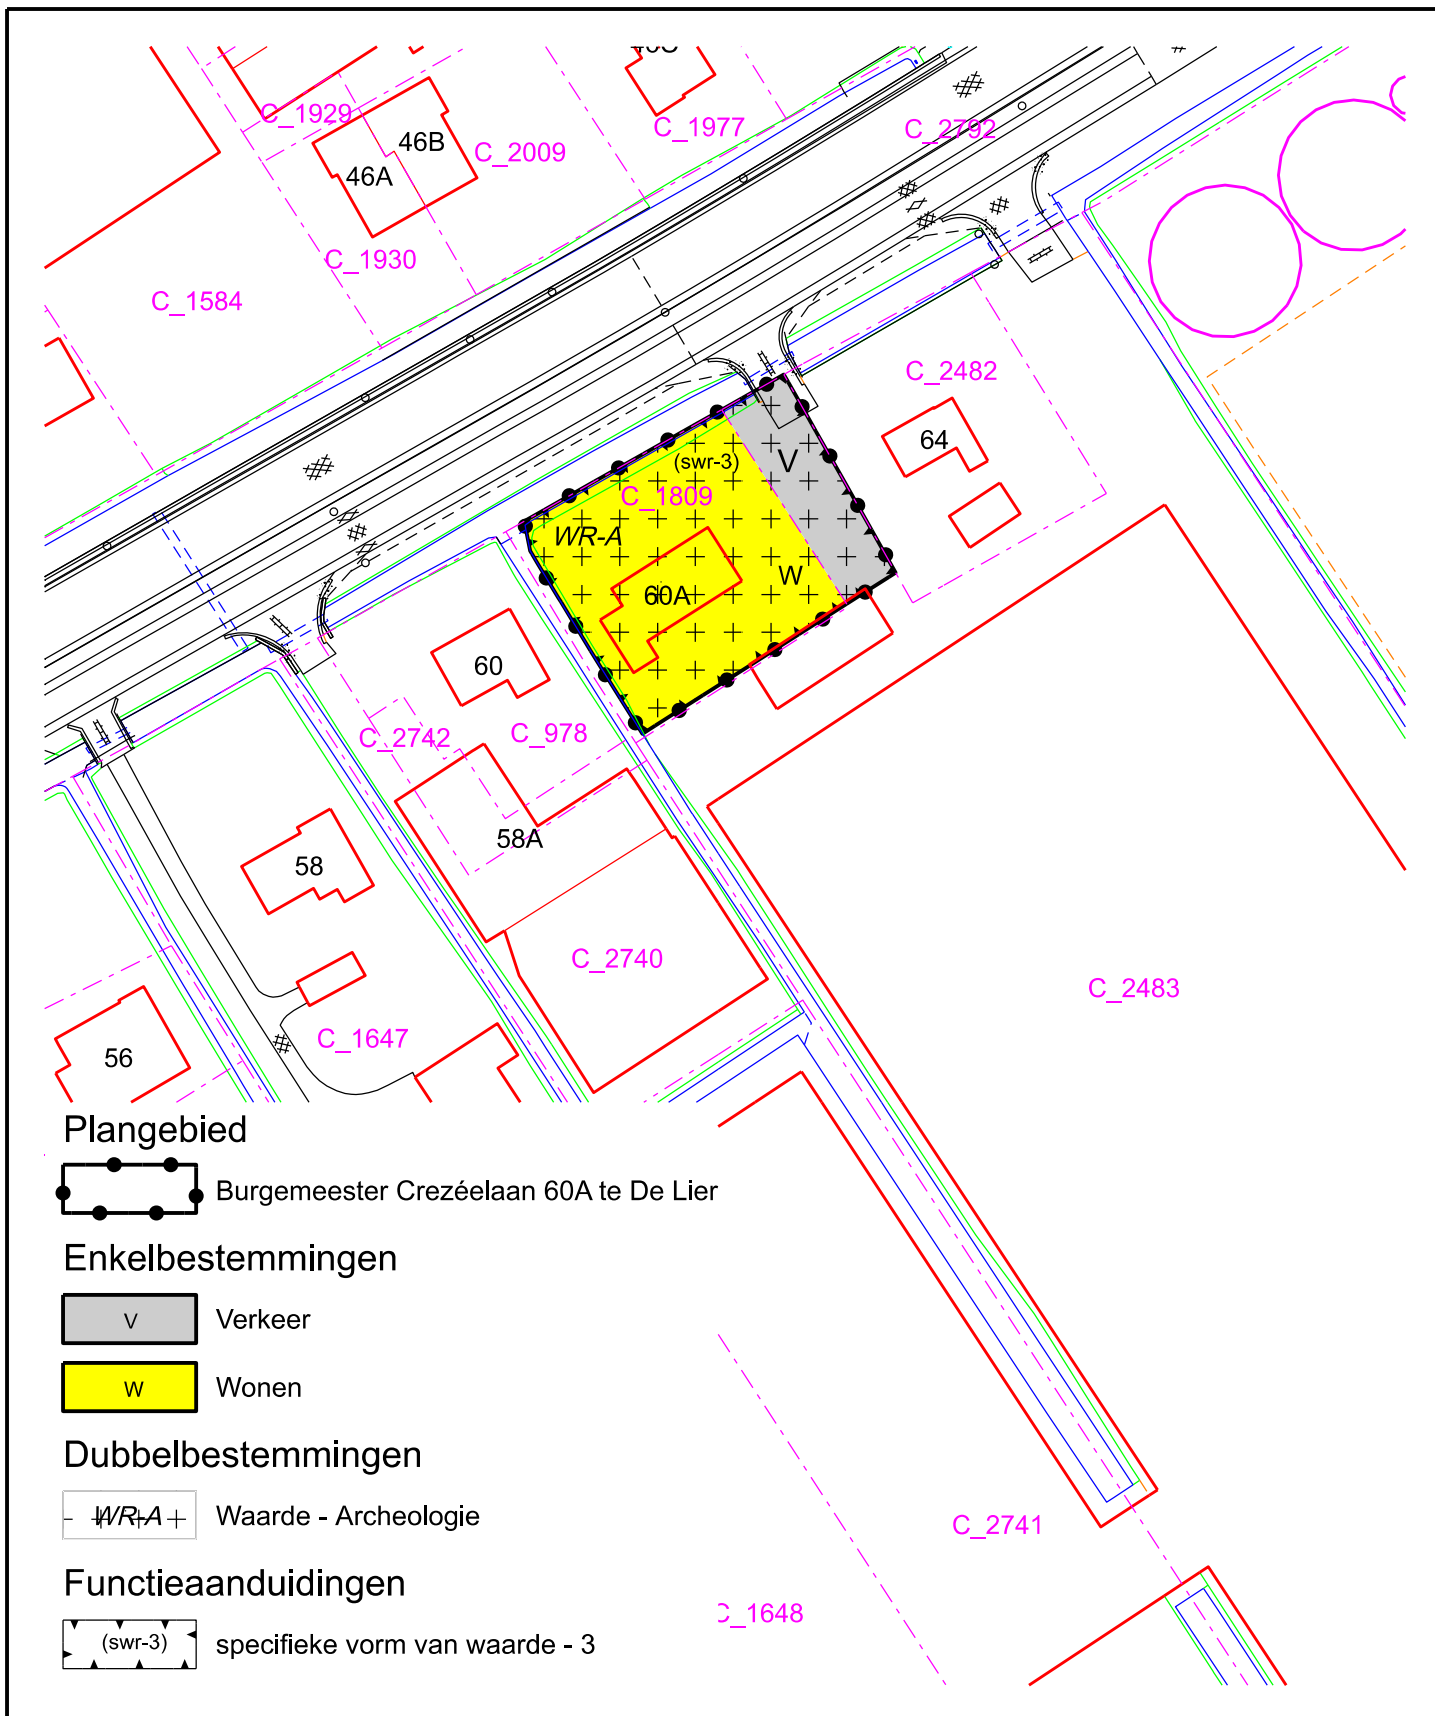 C_1929
46B
C_2009
C_1977
C_2792
46A
C_1930
C_1584
C_2482
64
(swr-3)
V
C_1809
WR-A
W
60A
60
C_2742
C_978
58A
58
C_2740
C_2483
C_1647
56
Plangebied
Burgemeester Crezéelaan 60A te De Lier
Enkelbestemmingen
V Verkeer
W Wonen
Dubbelbestemmingen
WR-A Waarde - Archeologie
C_2741
Functieaanduidingen
C_1648
(swr-3) specifieke vorm van waarde - 3